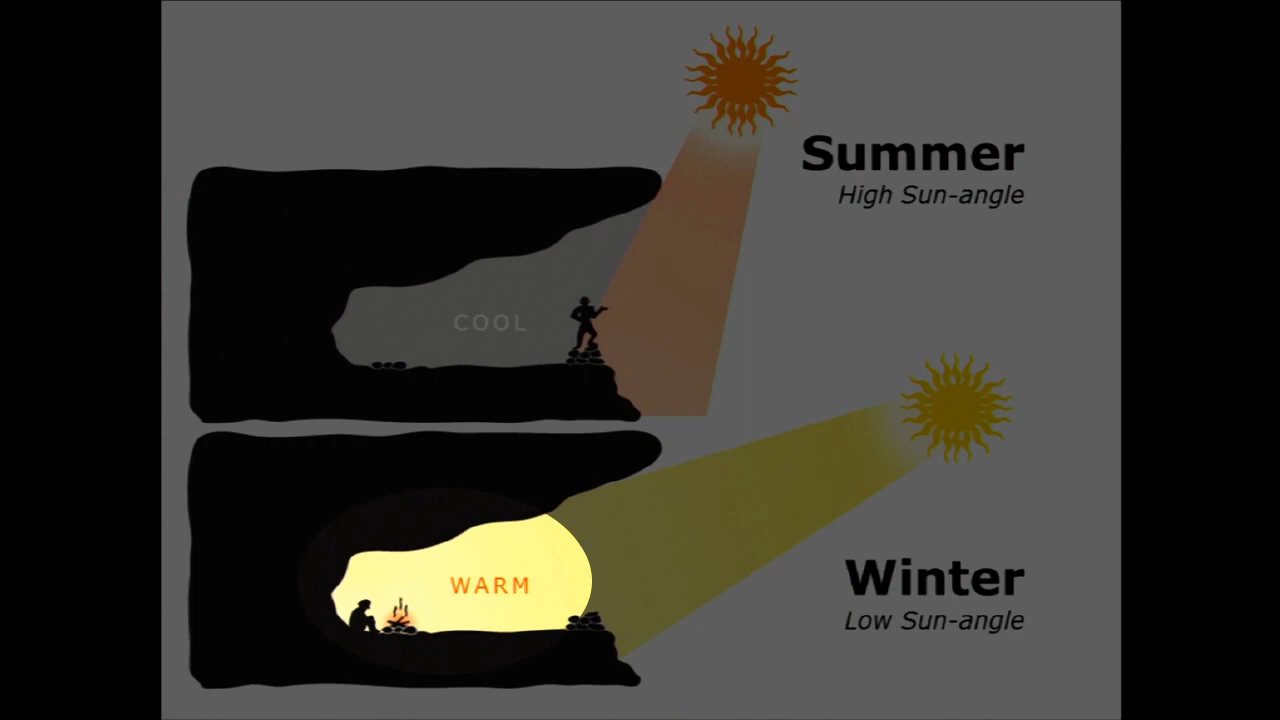 Summer
High Sun-angle
COOL
WARM
Winter
Low Sun-angle